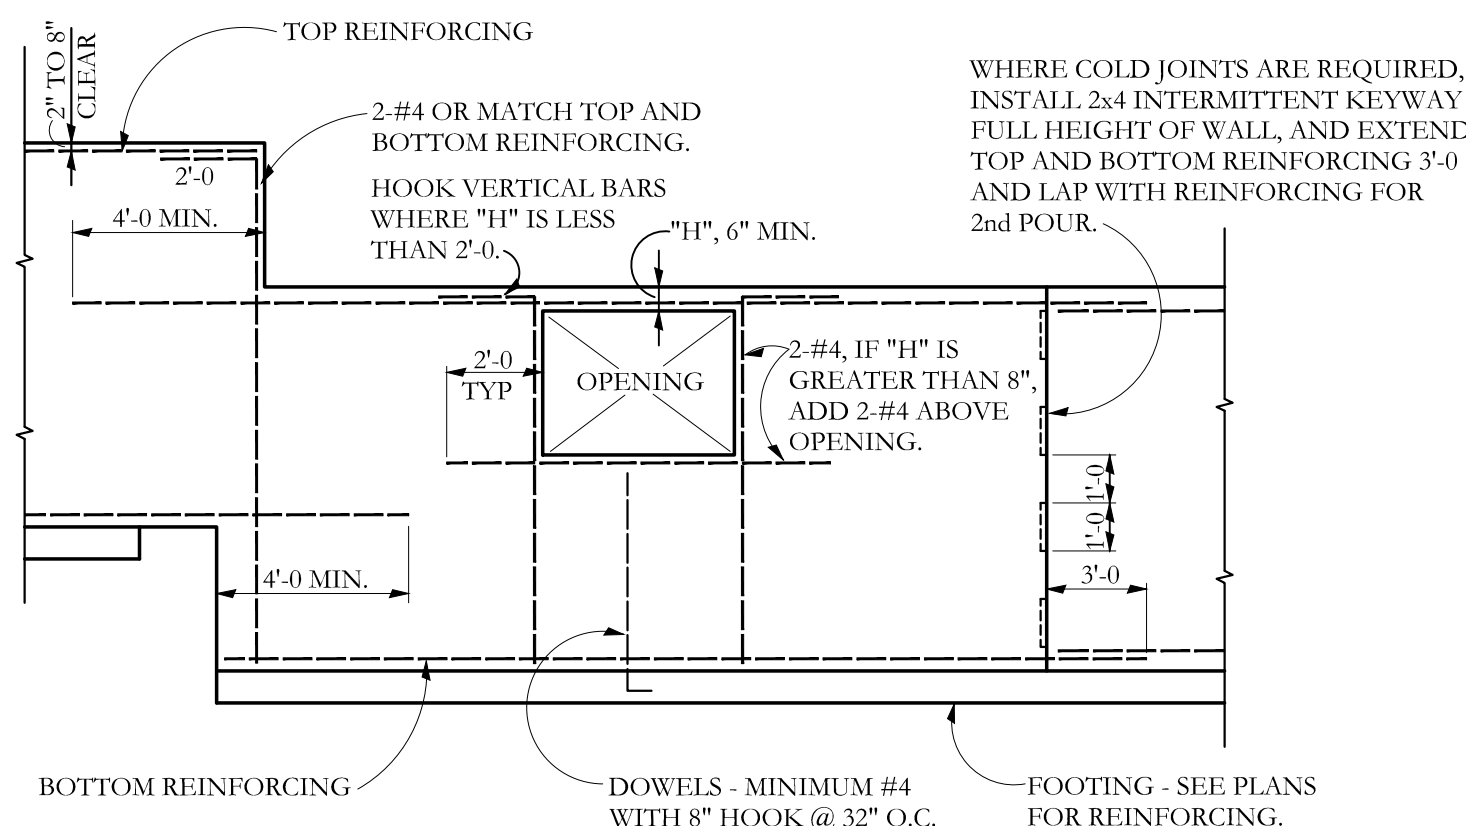 2" TO 8"
CLEAR
TOP REINFORCING
2-#4 OR MATCH TOP AND
BOTTOM REINFORCING.
HOOK VERTICAL BARS
WHERE "H" IS LESS
THAN 2'-0.
"H", 6" MIN.
WHERE COLD JOINTS ARE REQUIRED,
INSTALL 2x4 INTERMITTENT KEYWAY
FULL HEIGHT OF WALL, AND EXTEND
TOP AND BOTTOM REINFORCING 3'-0
AND LAP WITH REINFORCING FOR
2nd POUR.
2'-0
4'-0 MIN.
2'-0
TYP
OPENING
2-#4, IF "H" IS
GREATER THAN 8",
ADD 2-#4 ABOVE
OPENING.
1'-0
1'-0
3'-0
4'-0 MIN.
BOTTOM REINFORCING
DOWELS - MINIMUM #4
WITH 8" HOOK @ 32" O.C.
FOOTING - SEE PLANS
FOR REINFORCING.